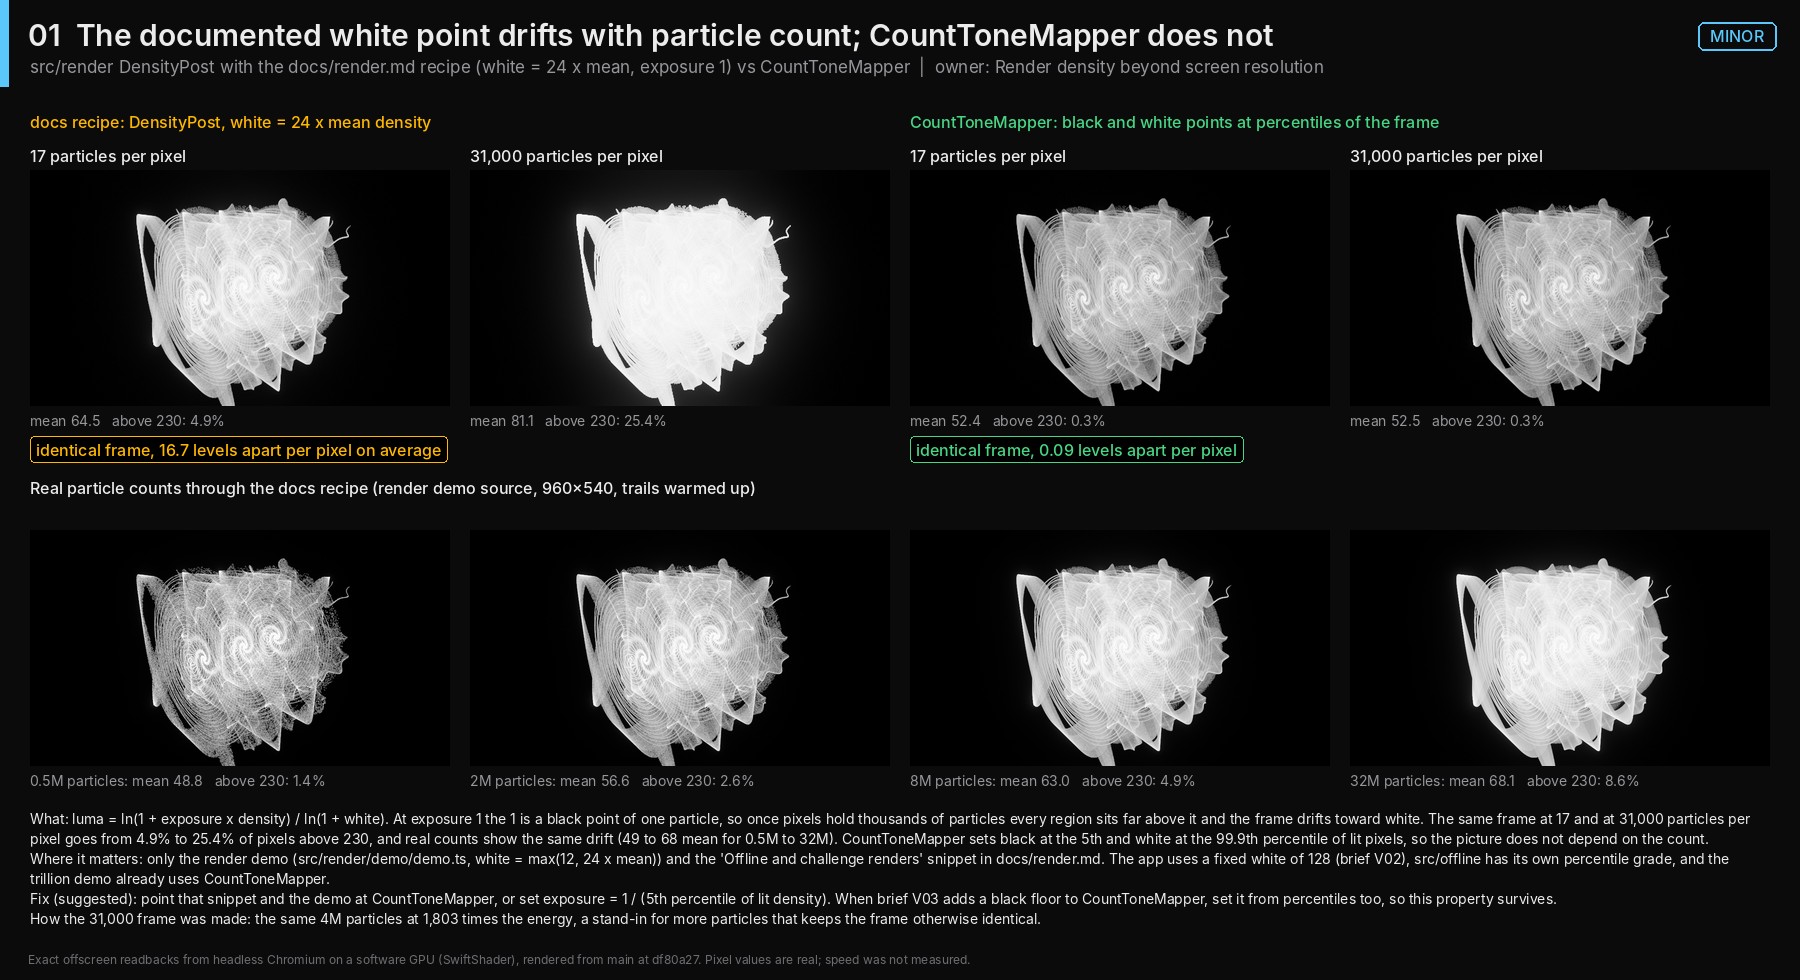 01 The documented white point drifts with particle count; CountToneMapper does not
MINOR
src/render DensityPost with the docs/render.md recipe (white = 24 x mean, exposure 1) vs CountToneMapper | owner: Render density beyond screen resolution
docs recipe: DensityPost, white = 24 x mean density
CountToneMapper: black and white points at percentiles of the frame
17 particles per pixel
31,000 particles per pixel
17 particles per pixel
31,000 particles per pixel
mean 64.5 above 230: 4.9%
mean 81.1 above 230: 25.4%
mean 52.4 above 230: 0.3%
mean 52.5 above 230: 0.3%
identical frame, 16.7 levels apart per pixel on average
identical frame, 0.09 levels apart per pixel
Real particle counts through the docs recipe (render demo source, 960×540, trails warmed up)
0.5M particles: mean 48.8 above 230: 1.4%
2M particles: mean 56.6 above 230: 2.6%
8M particles: mean 63.0 above 230: 4.9%
32M particles: mean 68.1 above 230: 8.6%
What: luma = ln(1 + exposure x density) / ln(1 + white). At exposure 1 the 1 is a black point of one particle, so once pixels hold thousands of particles every region sits far above it and the frame drifts toward white. The same frame at 17 and at 31,000 particles per
pixel goes from 4.9% to 25.4% of pixels above 230, and real counts show the same drift (49 to 68 mean for 0.5M to 32M). CountToneMapper sets black at the 5th and white at the 99.9th percentile of lit pixels, so the picture does not depend on the count.
Where it matters: only the render demo (src/render/demo/demo.ts, white = max(12, 24 x mean)) and the 'Offline and challenge renders' snippet in docs/render.md. The app uses a fixed white of 128 (brief V02), src/offline has its own percentile grade, and the
trillion demo already uses CountToneMapper.
Fix (suggested): point that snippet and the demo at CountToneMapper, or set exposure = 1 / (5th percentile of lit density). When brief V03 adds a black floor to CountToneMapper, set it from percentiles too, so this property survives.
How the 31,000 frame was made: the same 4M particles at 1,803 times the energy, a stand-in for more particles that keeps the frame otherwise identical.
Exact offscreen readbacks from headless Chromium on a software GPU (SwiftShader), rendered from main at df80a27. Pixel values are real; speed was not measured.